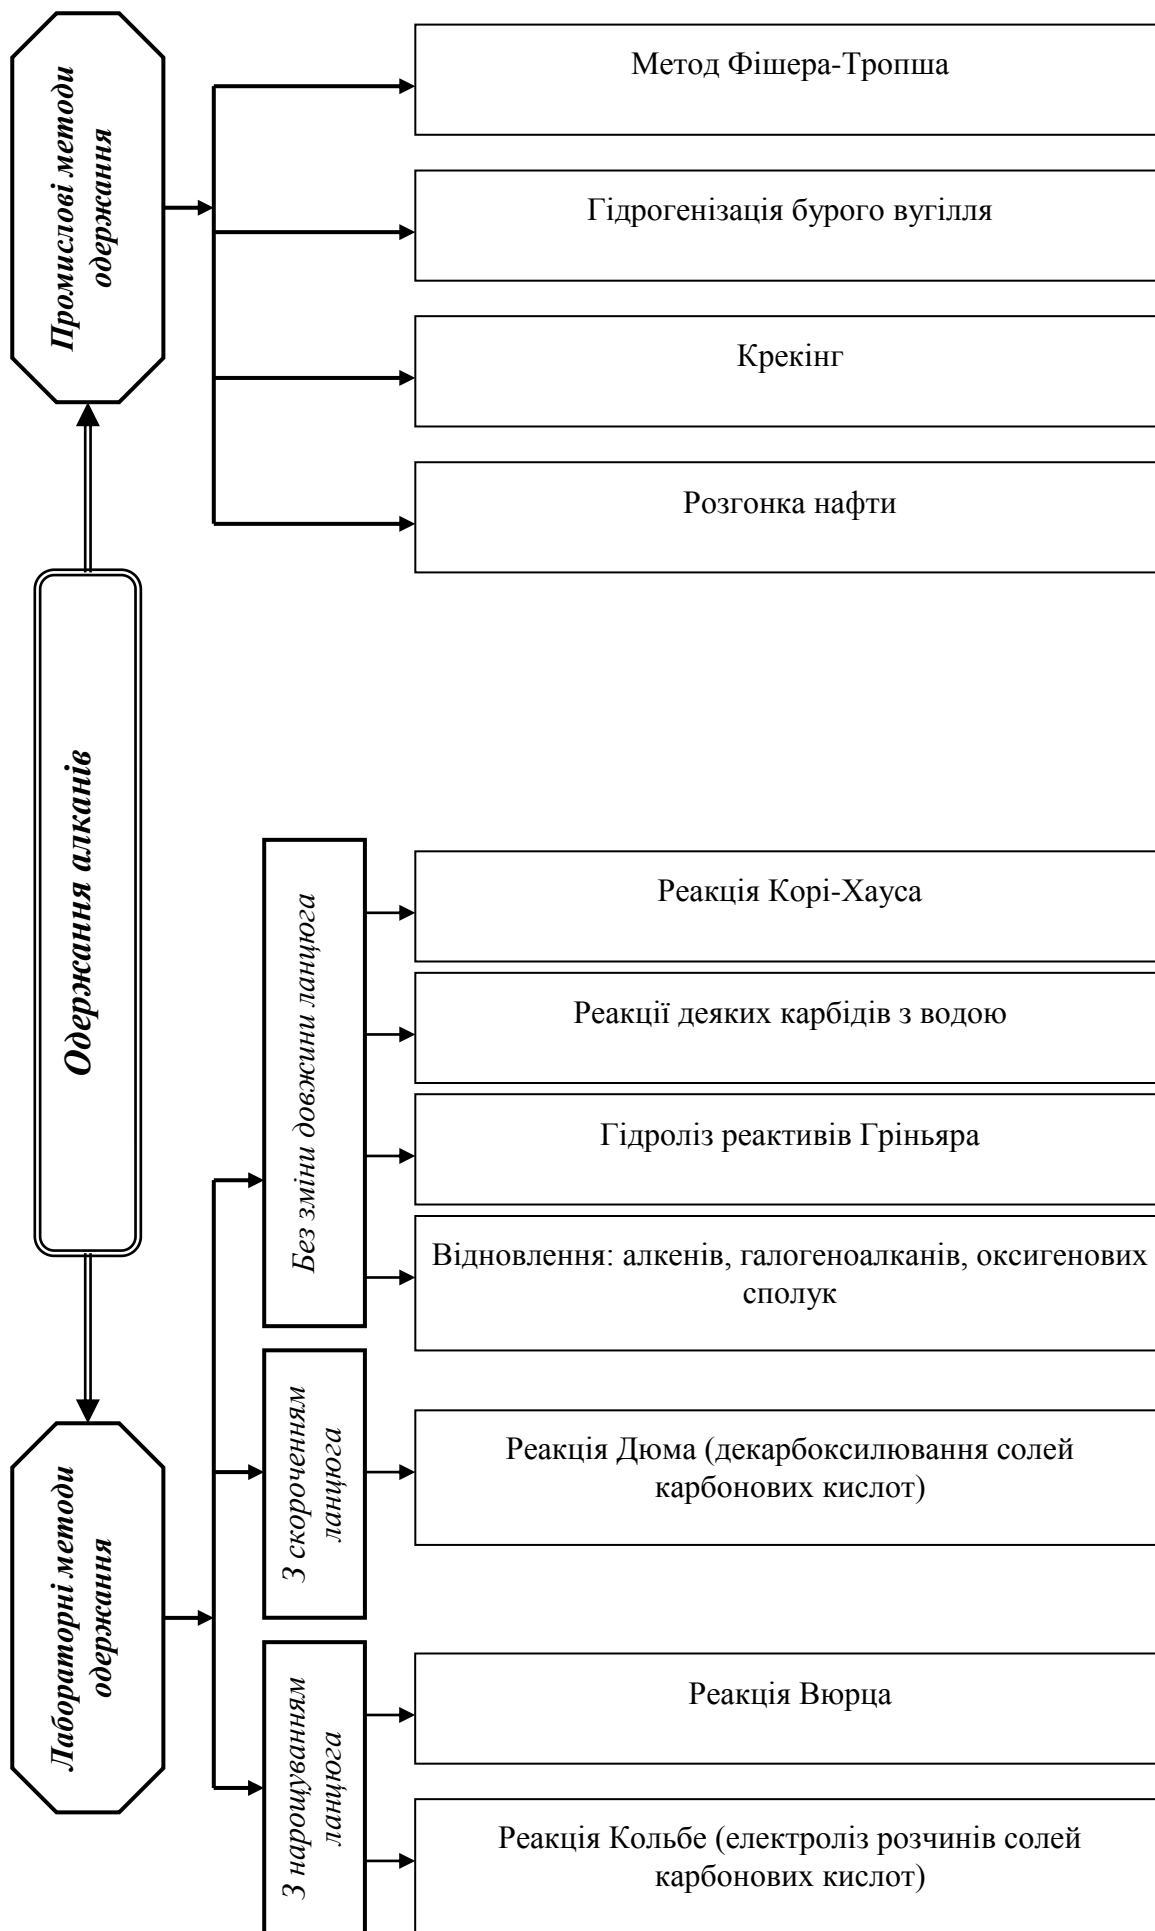 Промислові методи
одержання
Метод Фішера-Тропша
Гідрогенізація бурого вугілля
Крекінг
Розгонка нафти
Одержання алканів
Без зміни довжини ланцюга
Реакція Корі-Хауса
Реакції деяких карбідів з водою
Гідроліз реактивів Гріньяра
Відновлення: алкенів, галогеноалканів, оксигенових
сполук
Лабораторні методи
одержання
З скороченням
ланцюга
Реакція Дюма (декарбоксилювання солей
карбонових кислот)
З нарощуванням
ланцюга
Реакція Вюрца
Реакція Кольбе (електроліз розчинів солей
карбонових кислот)